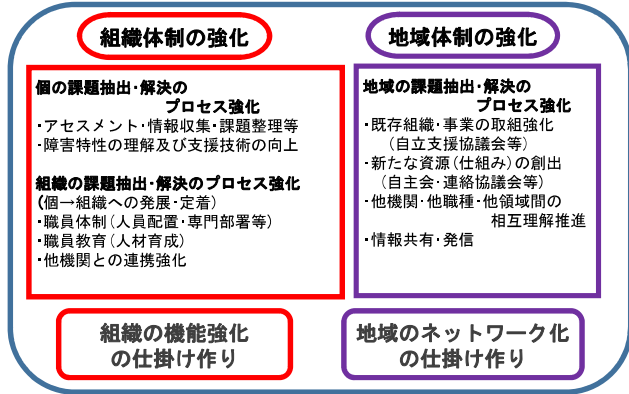 組織体制の強化
個の課題抽出・解決の
プロセス強化
・アセスメント・情報収集・課題整理等
・障害特性の理解及び支援技術の向上
組織の課題抽出・解決のプロセス強化
(個→組織への発展・定着)
・職員体制(人員配置・専門部署等)
・職員教育(人材育成)
・他機関との連携強化
組織の機能強化
の仕掛け作り
地域体制の強化
地域の課題抽出・解決の
プロセス強化
・既存組織・事業の取組強化
(自立支援協議会等)
・新たな資源(仕組み)の創出
(自主会・連絡協議会等)
・他機関・他職種・他領域間の
相互理解推進
・情報共有・発信
地域のネットワーク化
の仕掛け作り